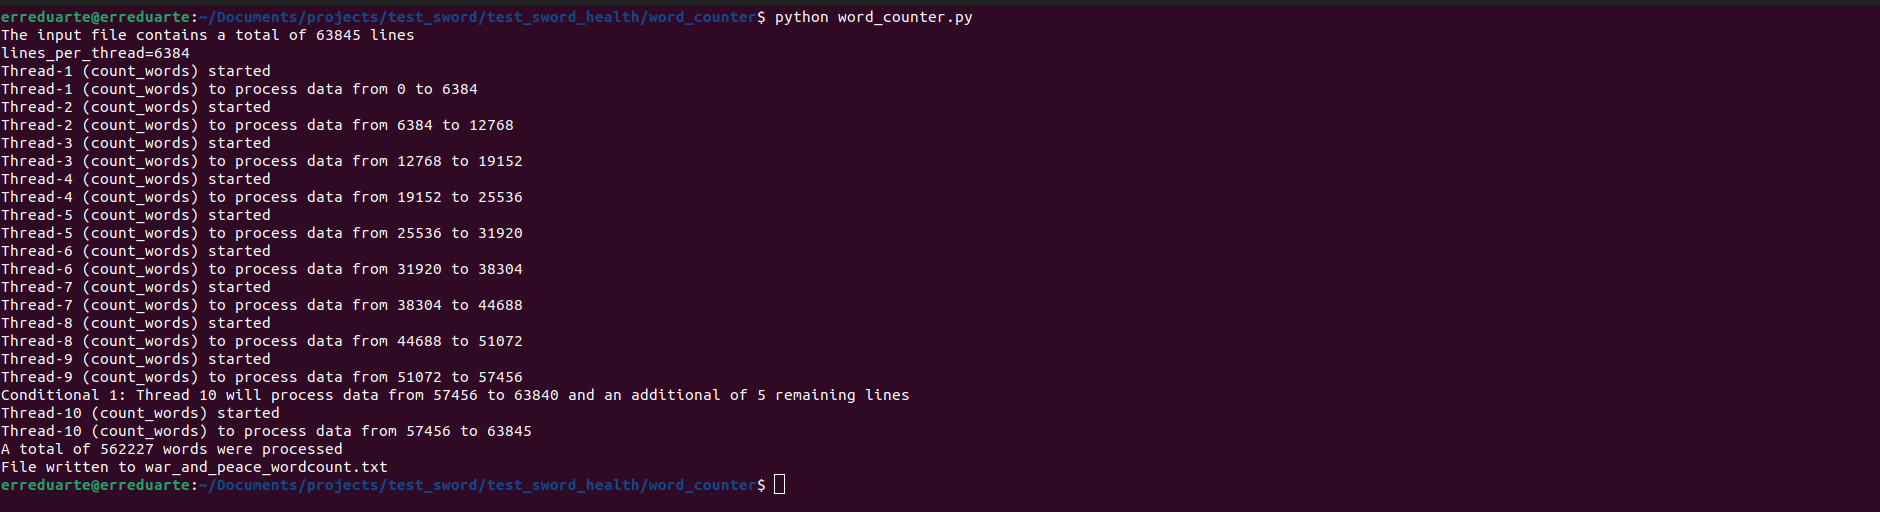 erreduarte@erreduarte:~/Documents/projects/test_sword/test_sword_health/word_counter$ python word_counter.py
The input file contains a total of 63845 lines
lines_per_thread=6384
Thread-1 (count_words) started
Thread-1 (count_words) to process data from 0 to 6384
Thread-2 (count_words) started
Thread-2 (count_words) to process data from 6384 to 12768
Thread-3 (count_words) started
Thread-3 (count_words) to process data from 12768 to 19152
Thread-4 (count_words) started
Thread-4 (count_words) to process data from 19152 to 25536
Thread-5 (count_words) started
Thread-5 (count_words) to process data from 25536 to 31920
Thread-6 (count_words) started
Thread-6 (count_words) to process data from 31920 to 38304
Thread-7 (count_words) started
Thread-7 (count_words) to process data from 38304 to 44688
Thread-8 (count_words) started
Thread-8 (count_words) to process data from 44688 to 51072
Thread-9 (count_words) started
Thread-9 (count_words) to process data from 51072 to 57456
Conditional 1: Thread 10 will process data from 57456 to 63840 and an additional of 5 remaining lines
Thread-10 (count_words) started
Thread-10 (count_words) to process data from 57456 to 63845
A total of 562227 words were processed
File written to war_and_peace_wordcount.txt
erreduarte@erreduarte:~/Documents/projects/test_sword/test_sword_health/word_counter$